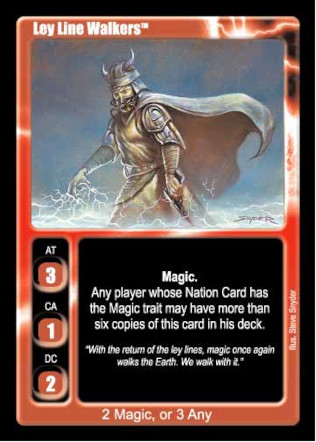 Ley Line Walkers™
SNYDER
AT
3
CA
1
DC
2
Magic.
Any player whose Nation Card has
the Magic trait may have more than
six copies of this card in his deck.
"With the return of the ley lines, magic once again
walks the Earth. We walk with it."
Illus. Steve Snyder
2 Magic, or 3 Any